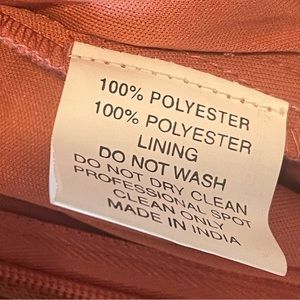 100% POLYESTER
100% POLYESTER
LINING
DO NOT WASH
DO NOT DRY CLEAN
PROFESSIONAL SPOT
CLEAN ONLY
MADE IN INDIA